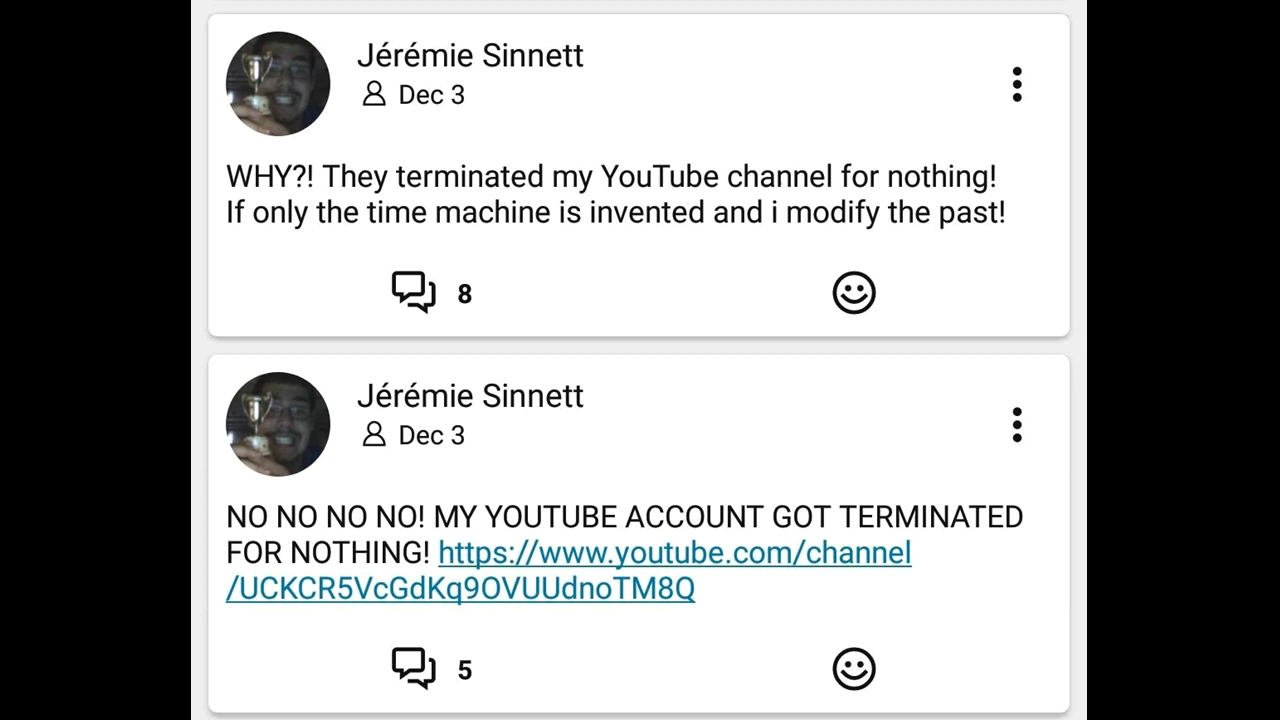 Jérémie Sinnett
Dec 3
WHY?! They terminated my YouTube channel for nothing!
If only the time machine is invented and i modify the past!
8
Jérémie Sinnett
Dec 3
NO NO NO NO! MY YOUTUBE ACCOUNT GOT TERMINATED
FOR NOTHING! https://www.youtube.com/channel
/UCKCR5VcGdKq9OVUUdnoTM8Q
5